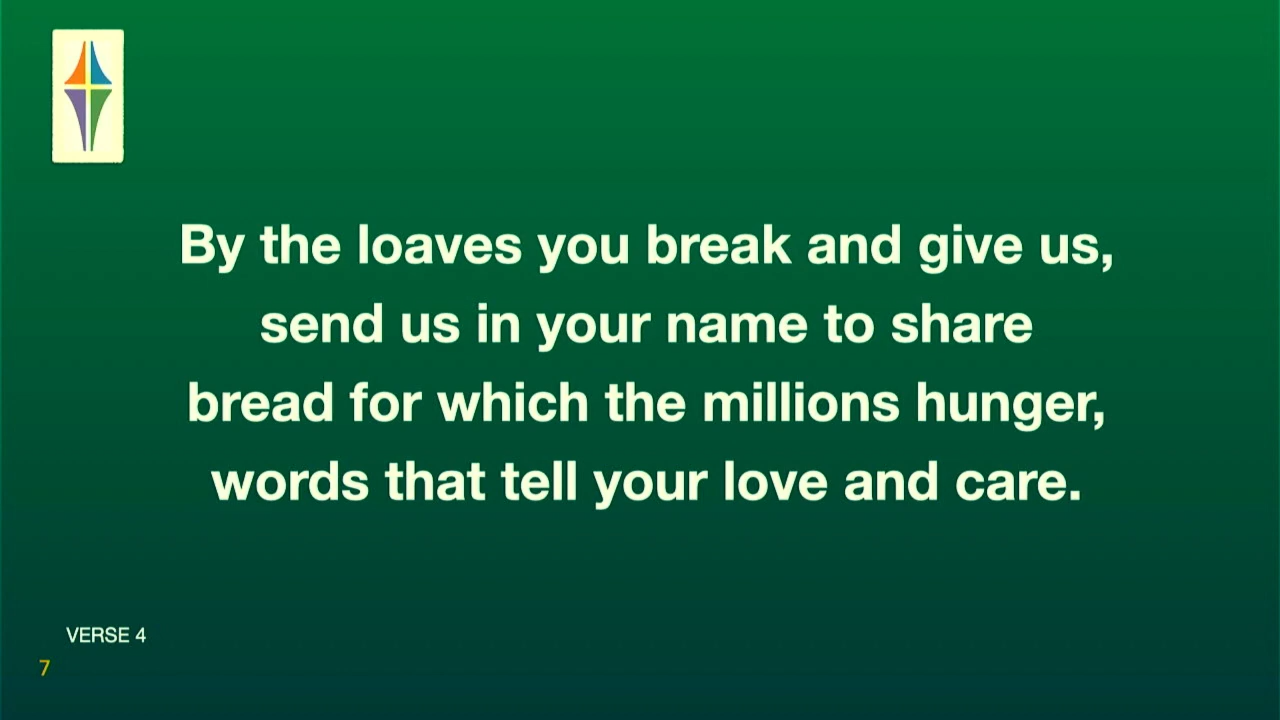 By the loaves you break and give us,
send us in your name to share
bread for which the millions hunger,
words that tell your love and care.
VERSE 4
7